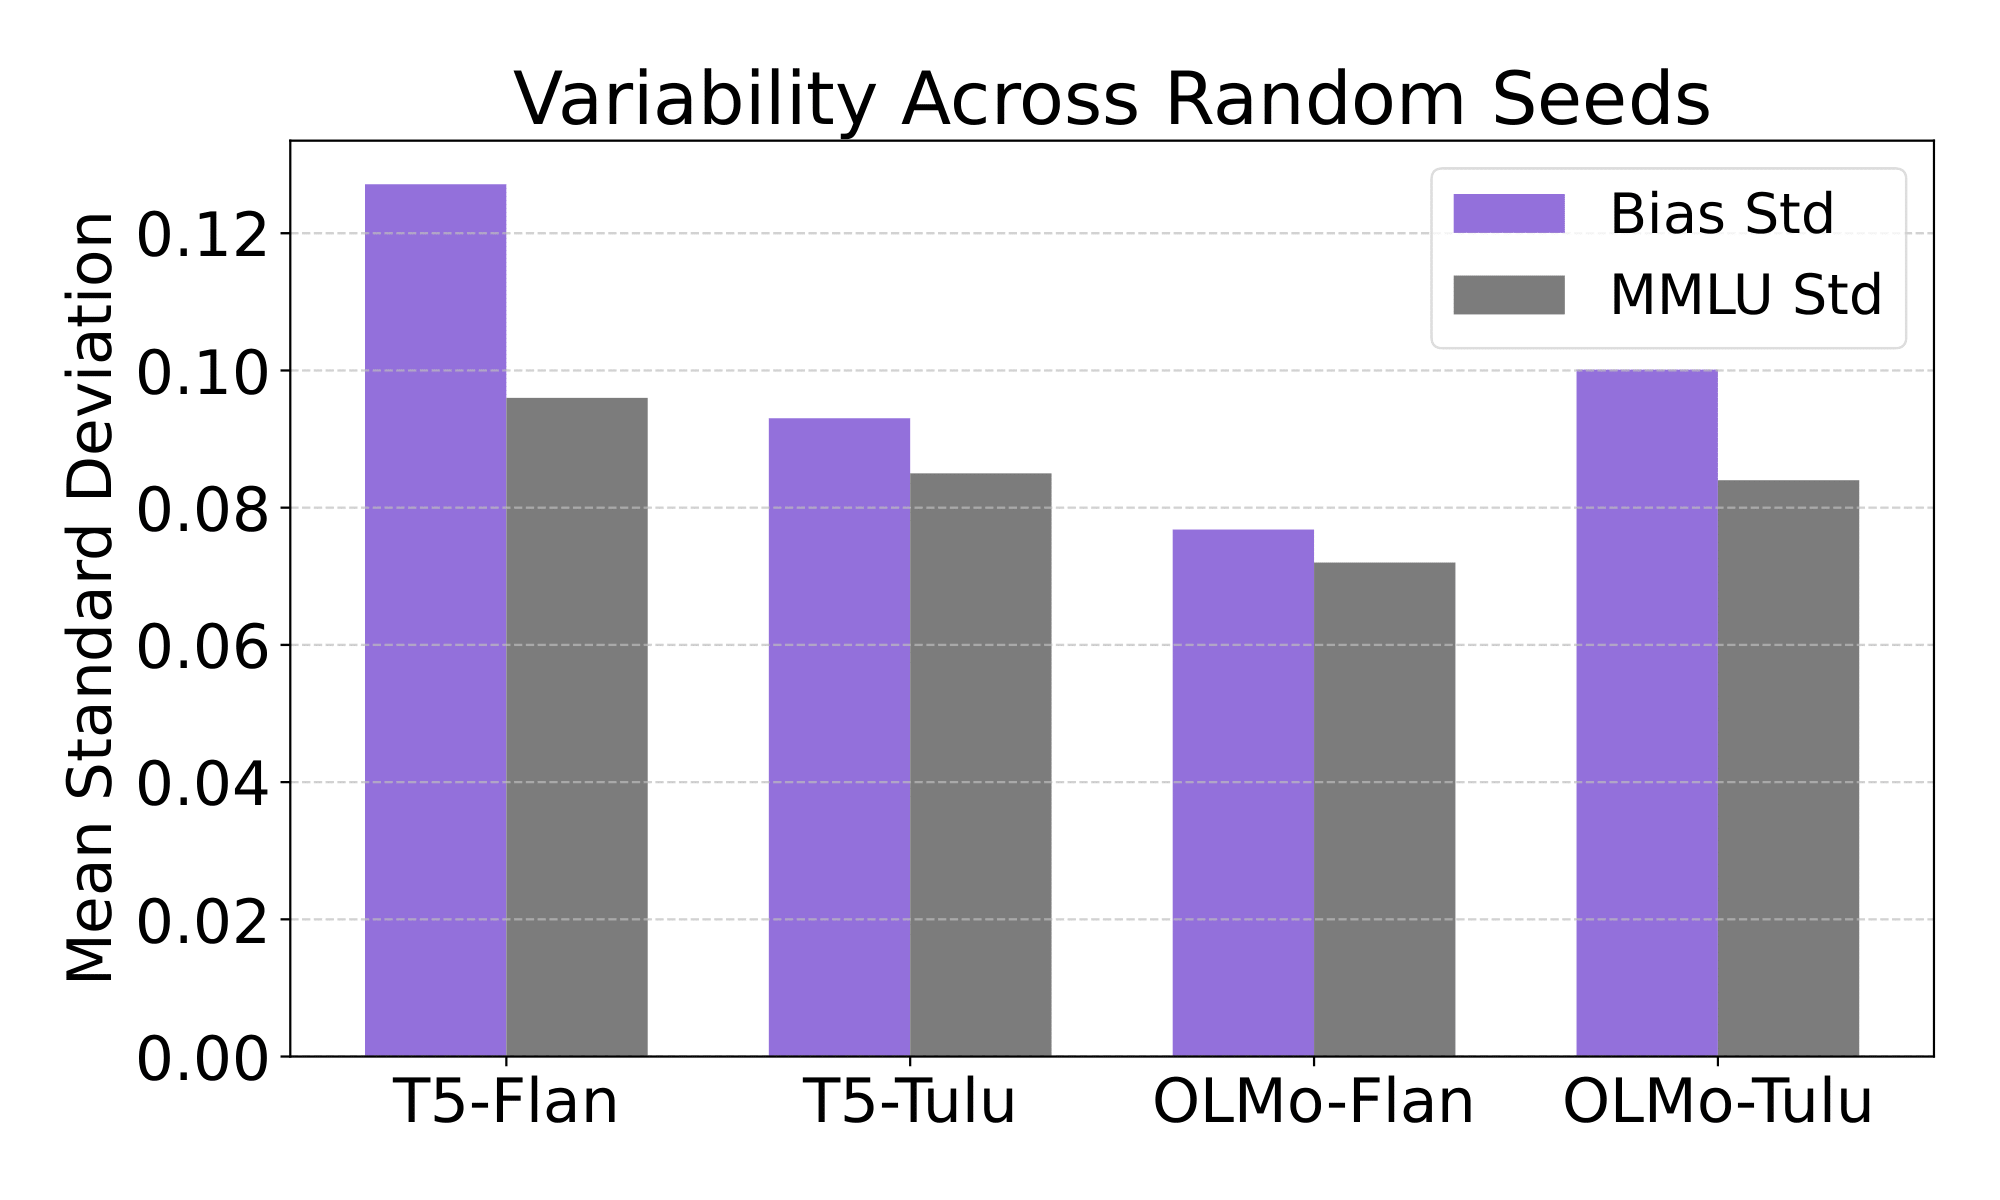 Variability Across Random Seeds
Mean Standard Deviation
0.12
0.10
0.08
0.06
0.04
0.02
0.00
Bias Std
MMLU Std
T5-Flan
T5-Tulu
OLMo-Flan
OLMo-Tulu